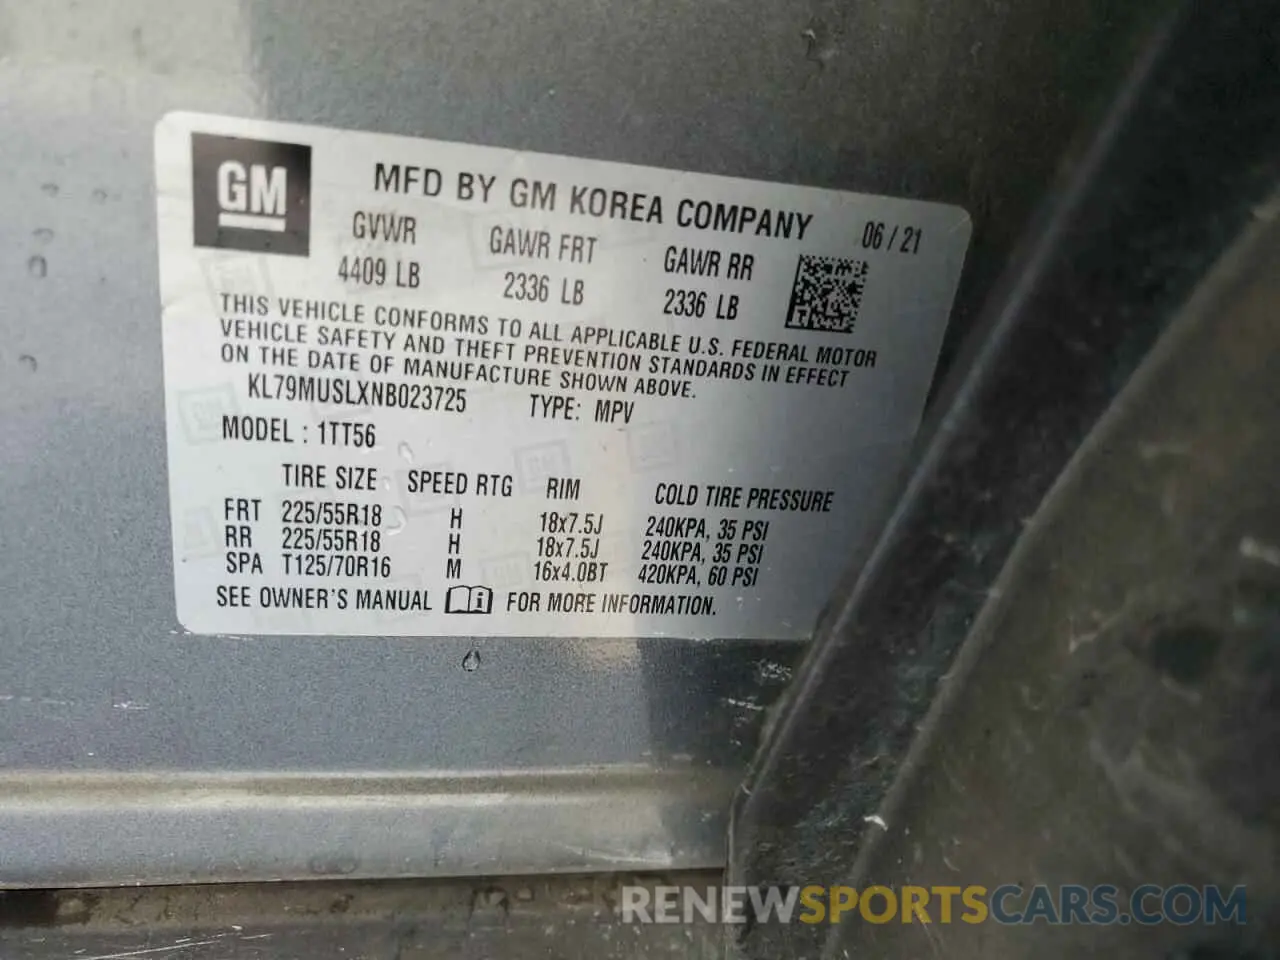 GM
MFD BY GM KOREA COMPANY 06/21
GVWR GAWR FRT GAWR RR
4409 LB 2336 LB 2336 LB
THIS VEHICLE CONFORMS TO ALL APPLICABLE U.S. FEDERAL MOTOR
VEHICLE SAFETY AND THEFT PREVENTION STANDARDS IN EFFECT
ON THE DATE OF MANUFACTURE SHOWN ABOVE.
KL79MUSLXNB023725 TYPE: MPV
MODEL : 1TT56
TIRE SIZE SPEED RTG RIM COLD TIRE PRESSURE
FRT 225/55R18 H 18x7.5J 240KPA, 35 PSI
RR 225/55R18 H 18x7.5J 240KPA, 35 PSI
SPA T125/70R16 M 16x4.0BT 420KPA, 60 PSI
SEE OWNER'S MANUAL i FOR MORE INFORMATION.
RENEWSPORTSCARS.COM